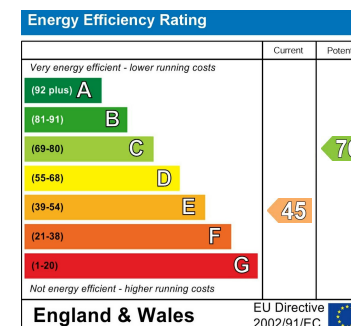 Energy Efficiency Rating
Current
Very energy efficient - lower running costs
(92 plus) A
(81-91) B
(69-80) C
(55-68) D
(39-54) E
45
(21-38) F
(1-20) G
Not energy efficient - higher running costs
England & Wales
EU Directive
2002/91/EC